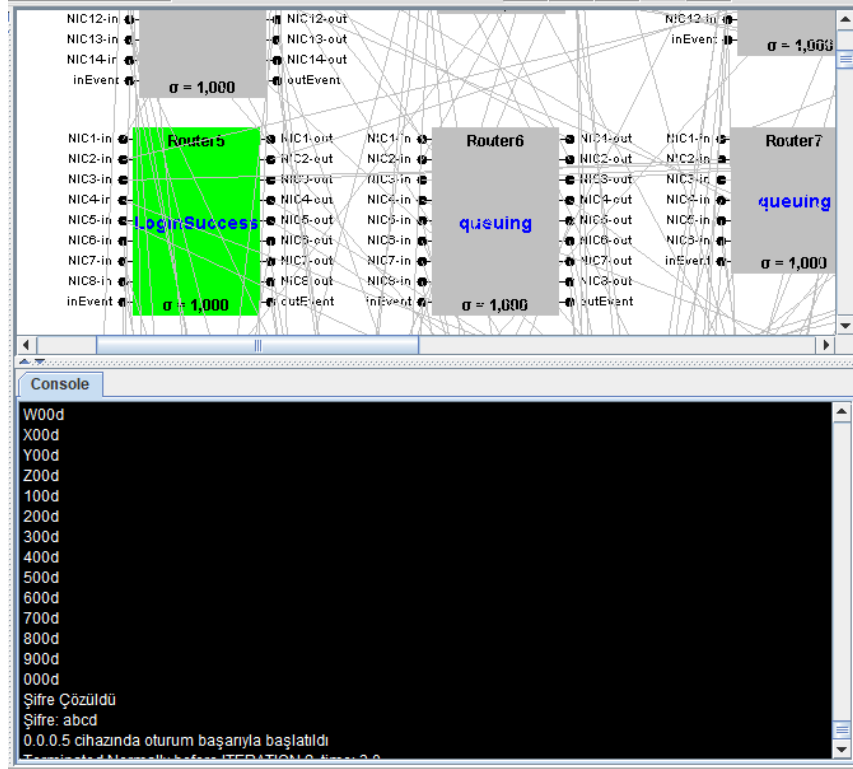 NIC12-in NIC12-out NIC12-in
NIC13-in NIC13-out inEvent
NIC14-in NIC14-out σ = 1,000
inEvent σ = 1,000 outEvent
NIC1-in Router5 NIC1-out NIC1-in Router6 NIC1-out NIC1-in Router7
NIC2-in NIC2-out NIC2-in NIC2-out NIC2-in
NIC3-in NIC3-out NIC3-in NIC3-out NIC3-in
NIC4-in NIC4-out NIC4-in NIC4-out NIC4-in queuing
NIC5-in LoginSuccess NIC5-out NIC5-in queuing NIC5-out NIC5-in
NIC6-in NIC6-out NIC6-in NIC6-out NIC6-in
NIC7-in NIC7-out NIC7-in NIC7-out inEvent σ = 1,000
NIC8-in NIC8-out NIC8-in NIC8-out
inEvent σ = 1,000 outEvent inEvent σ = 1,000 outEvent
Console
W00d
X00d
Y00d
Z00d
100d
200d
300d
400d
500d
600d
700d
800d
900d
000d
Şifre Çözüldü
Şifre: abcd
0.0.0.5 cihazında oturum başarıyla başlatıldı
Terminated Normally before ITERATION